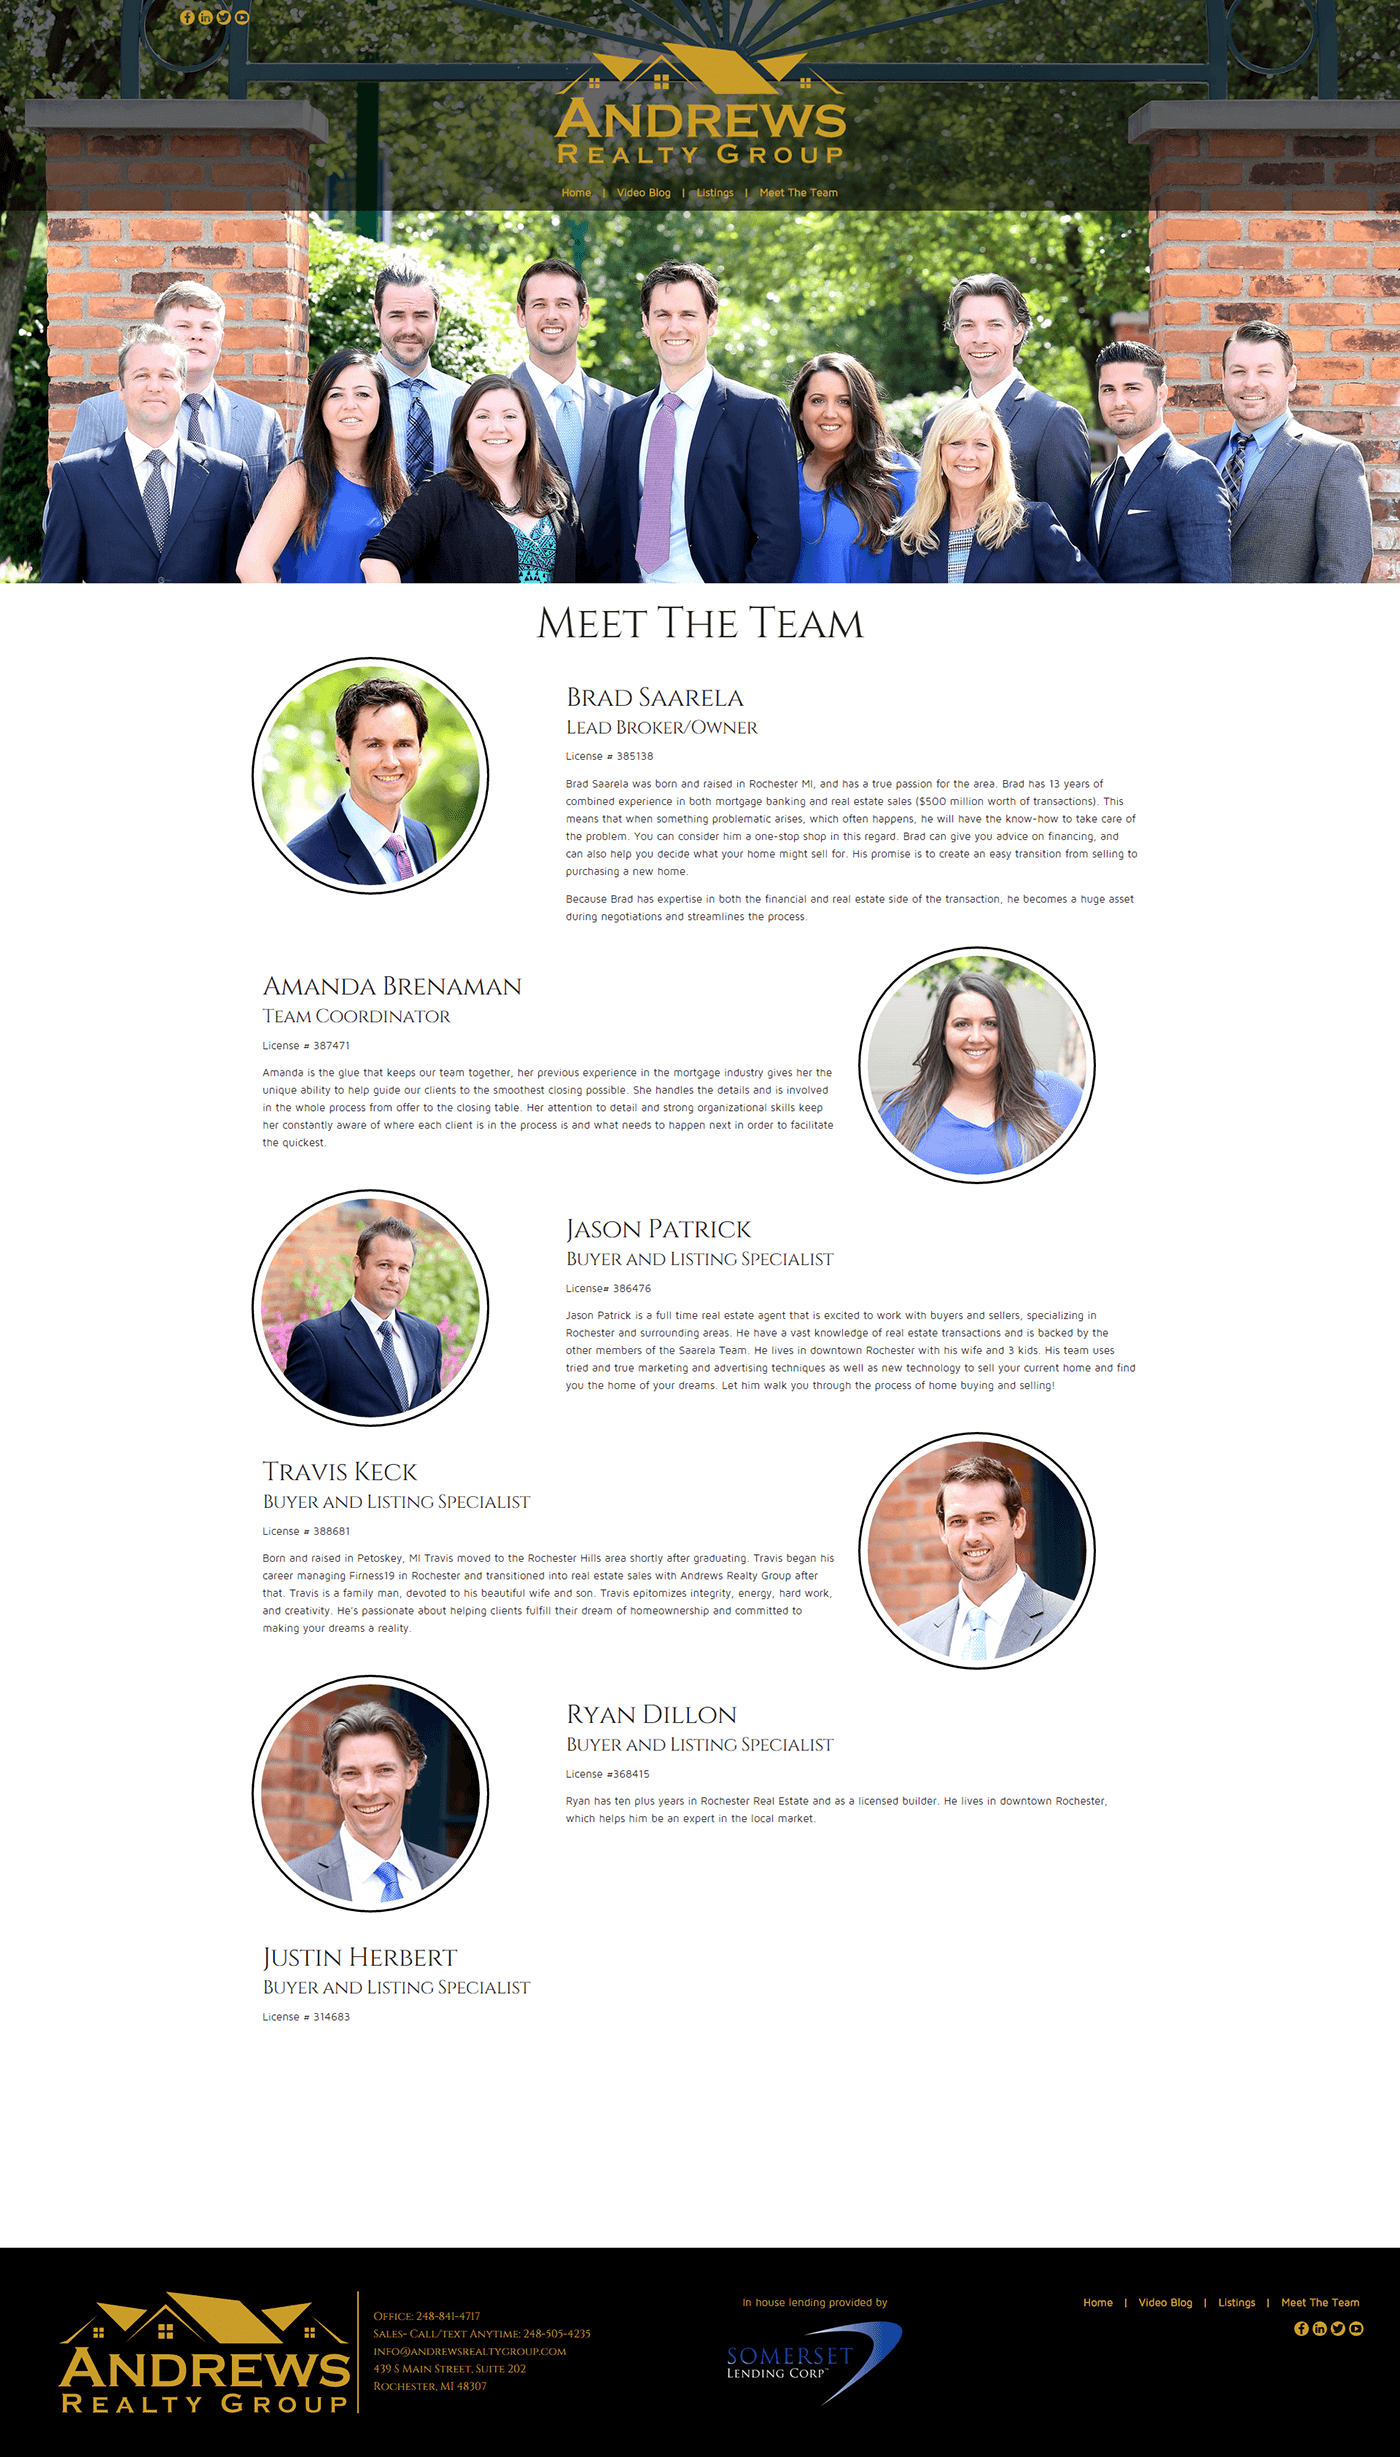 ANDREWS
REALTY GROUP
Home | Video Blog | Listings | Meet The Team
MEET THE TEAM
BRAD SAARELA
LEAD BROKER/OWNER
License # 385138
Brad Saarela was born and raised in Rochester MI, and has a true passion for the area. Brad has 13 years of
combined experience in both mortgage banking and real estate sales ($500 million worth of transactions). This
means that when something problematic arises, which often happens, he will have the know-how to take care of
the problem. You can consider him a one-stop shop in this regard. Brad can give you advice on financing, and
can also help you decide what your home might sell for. His promise is to create an easy transition from selling to
purchasing a new home.
Because Brad has expertise in both the financial and real estate side of the transaction, he becomes a huge asset
during negotiations and streamlines the process.
AMANDA BRENAMAN
TEAM COORDINATOR
License # 387471
Amanda is the glue that keeps our team together, her previous experience in the mortgage industry gives her the
unique ability to help guide our clients to the smoothest closing possible. She handles the details and is involved
in the whole process from offer to the closing table. Her attention to detail and strong organizational skills keep
her constantly aware of where each client is in the process is and what needs to happen next in order to facilitate
the quickest.
JASON PATRICK
BUYER AND LISTING SPECIALIST
License# 386476
Jason Patrick is a full time real estate agent that is excited to work with buyers and sellers, specializing in
Rochester and surrounding areas. He have a vast knowledge of real estate transactions and is backed by the
other members of the Saarela Team. He lives in downtown Rochester with his wife and 3 kids. His team uses
tried and true marketing and advertising techniques as well as new technology to sell your current home and find
you the home of your dreams. Let him walk you through the process of home buying and selling!
TRAVIS KECK
BUYER AND LISTING SPECIALIST
License # 388681
Born and raised in Petoskey, MI Travis moved to the Rochester Hills area shortly after graduating. Travis began his
career managing Firness19 in Rochester and transitioned into real estate sales with Andrews Realty Group after
that. Travis is a family man, devoted to his beautiful wife and son. Travis epitomizes integrity, energy, hard work,
and creativity. He's passionate about helping clients fulfill their dream of homeownership and committed to
making your dreams a reality.
RYAN DILLON
BUYER AND LISTING SPECIALIST
License #368415
Ryan has ten plus years in Rochester Real Estate and as a licensed builder. He lives in downtown Rochester,
which helps him be an expert in the local market.
JUSTIN HERBERT
BUYER AND LISTING SPECIALIST
License # 314683
ANDREWS
REALTY GROUP
OFFICE: 248-841-4717
SALES- CALL/TEXT ANYTIME: 248-505-4235
INFO@ANDREWSREALTYGROUP.COM
439 S MAIN STREET, SUITE 202
ROCHESTER, MI 48307
In house lending provided by
SOMERSET
LENDING CORP™
Home | Video Blog | Listings | Meet The Team